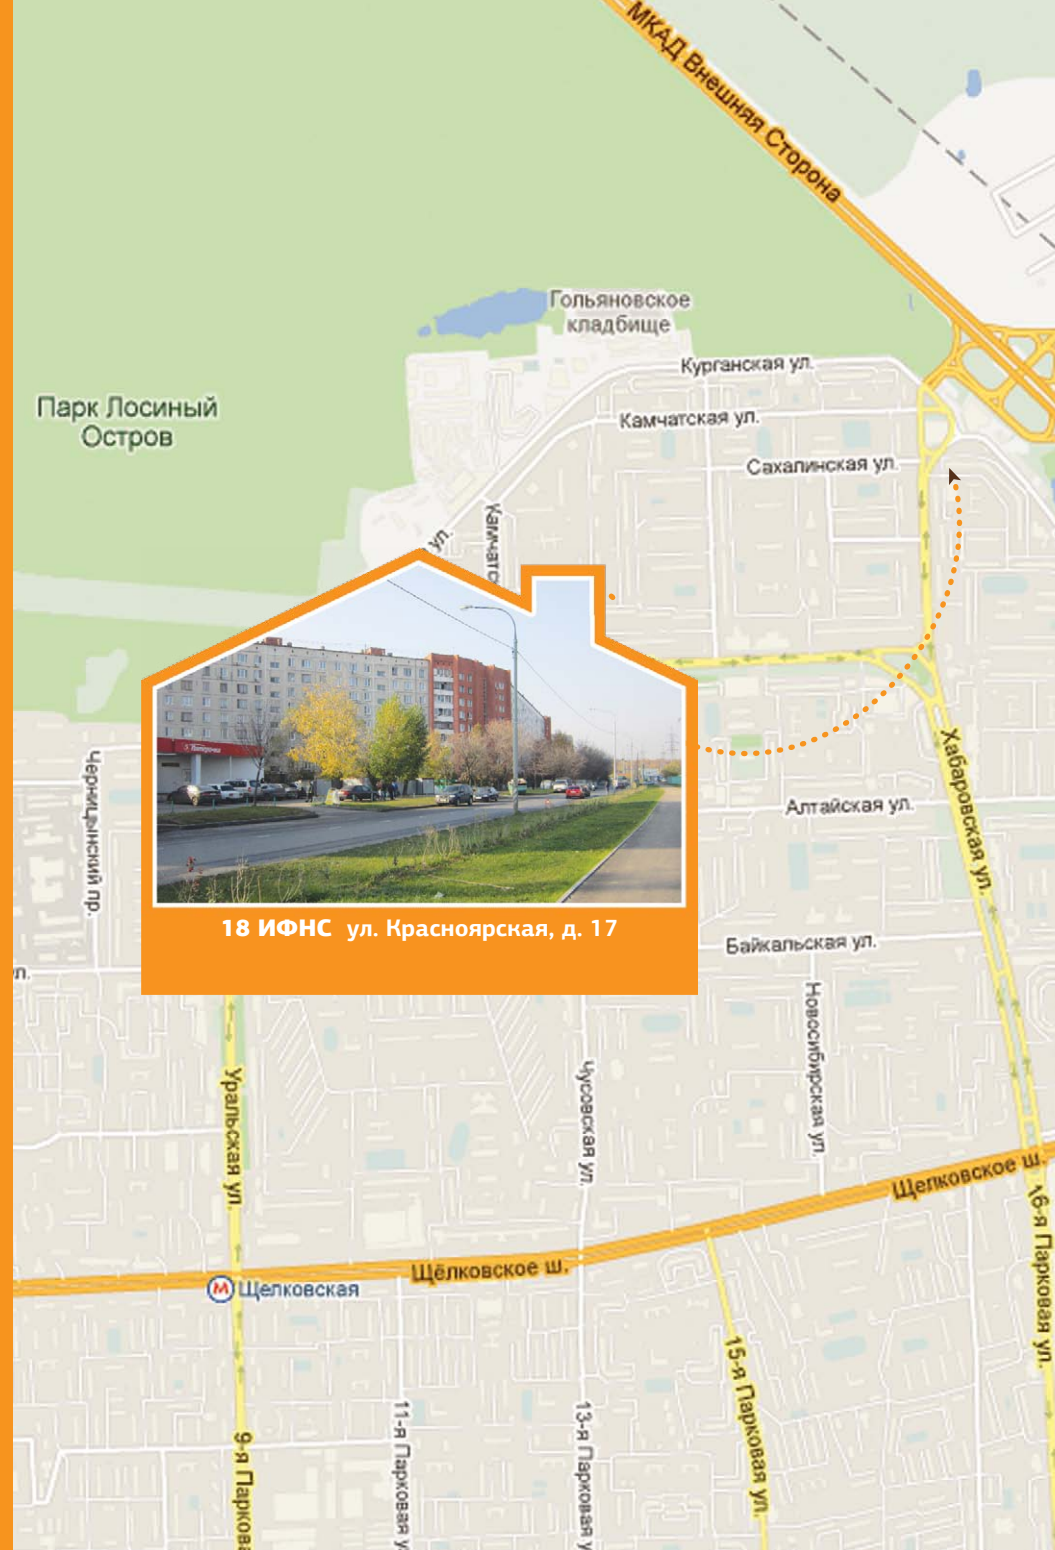 МКАД Внешняя Сторона
Гольяновское
кладбище
Курганская ул.
Парк Лосиный
Остров
Камчатская ул.
Сахалинская ул.
Камчатс
ул.
Хабаровская ул.
Чернищынский пр.
Алтайская ул.
18 ИФНС ул. Красноярская, д. 17
Байкальская ул.
Новосибирская ул.
Чусовская ул.
Уральская ул.
Щелковское ш.
16-я Парковая ул.
Щёлковское ш.
М Щелковская
15-я Парковая ул.
11-я Парковая у
13-я Парковая у
9-я Паркова